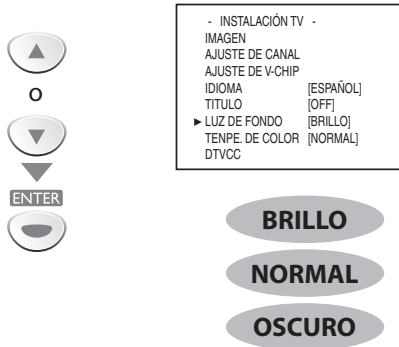 - INSTALACIÓN TV -
IMAGEN
AJUSTE DE CANAL
AJUSTE DE V-CHIP
IDIOMA [ESPAÑOL]
TITULO [OFF]
►LUZ DE FONDO [BRILLO]
TENPE. DE COLOR [NORMAL]
DTVCC
O
ENTER
BRILLO
NORMAL
OSCURO